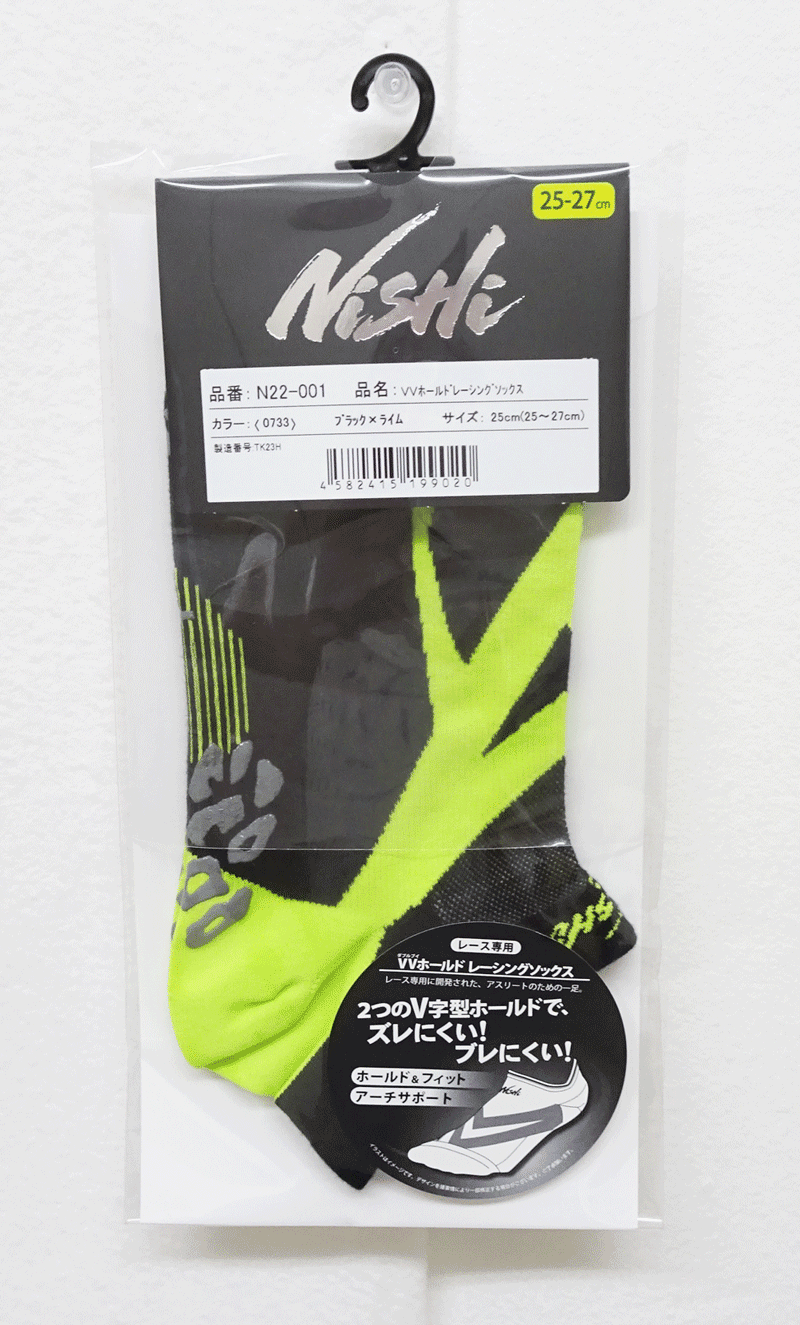 25-27cm
NiSHi
品番: N22-001 品名: VVホールドレーシングソックス
カラー:〈0733〉 ブラック×ライム サイズ: 25cm(25～27cm)
製造番号:TK23H
4582415199020
レース専用
ダブルブイ
VVホールド レーシングソックス
レース専用に開発された、アスリートのための一足。
2つのV字型ホールドで、
ズレにくい!
ブレにくい!
ホールド&フィット
アーチサポート
NiSHi